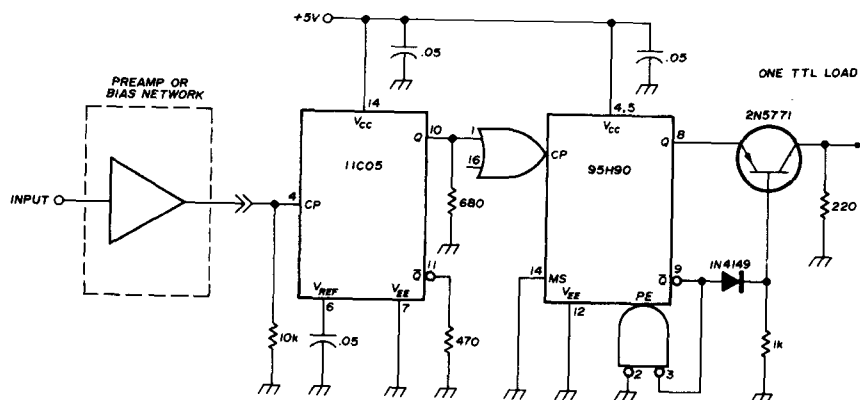 +5V
.05
.05
PREAMP OR
BIAS NETWORK
ONE TTL LOAD
14
VCC
4,5
VCC
2N5771
INPUT
4
CP
11C05
Q
10
1
16
CP
95H90
Q
8
680
220
Q̅
11
14
MS
Q̅
9
1N4149
VREF
6
VEE
7
VEE
12
PE
10k
.05
470
2
3
1k